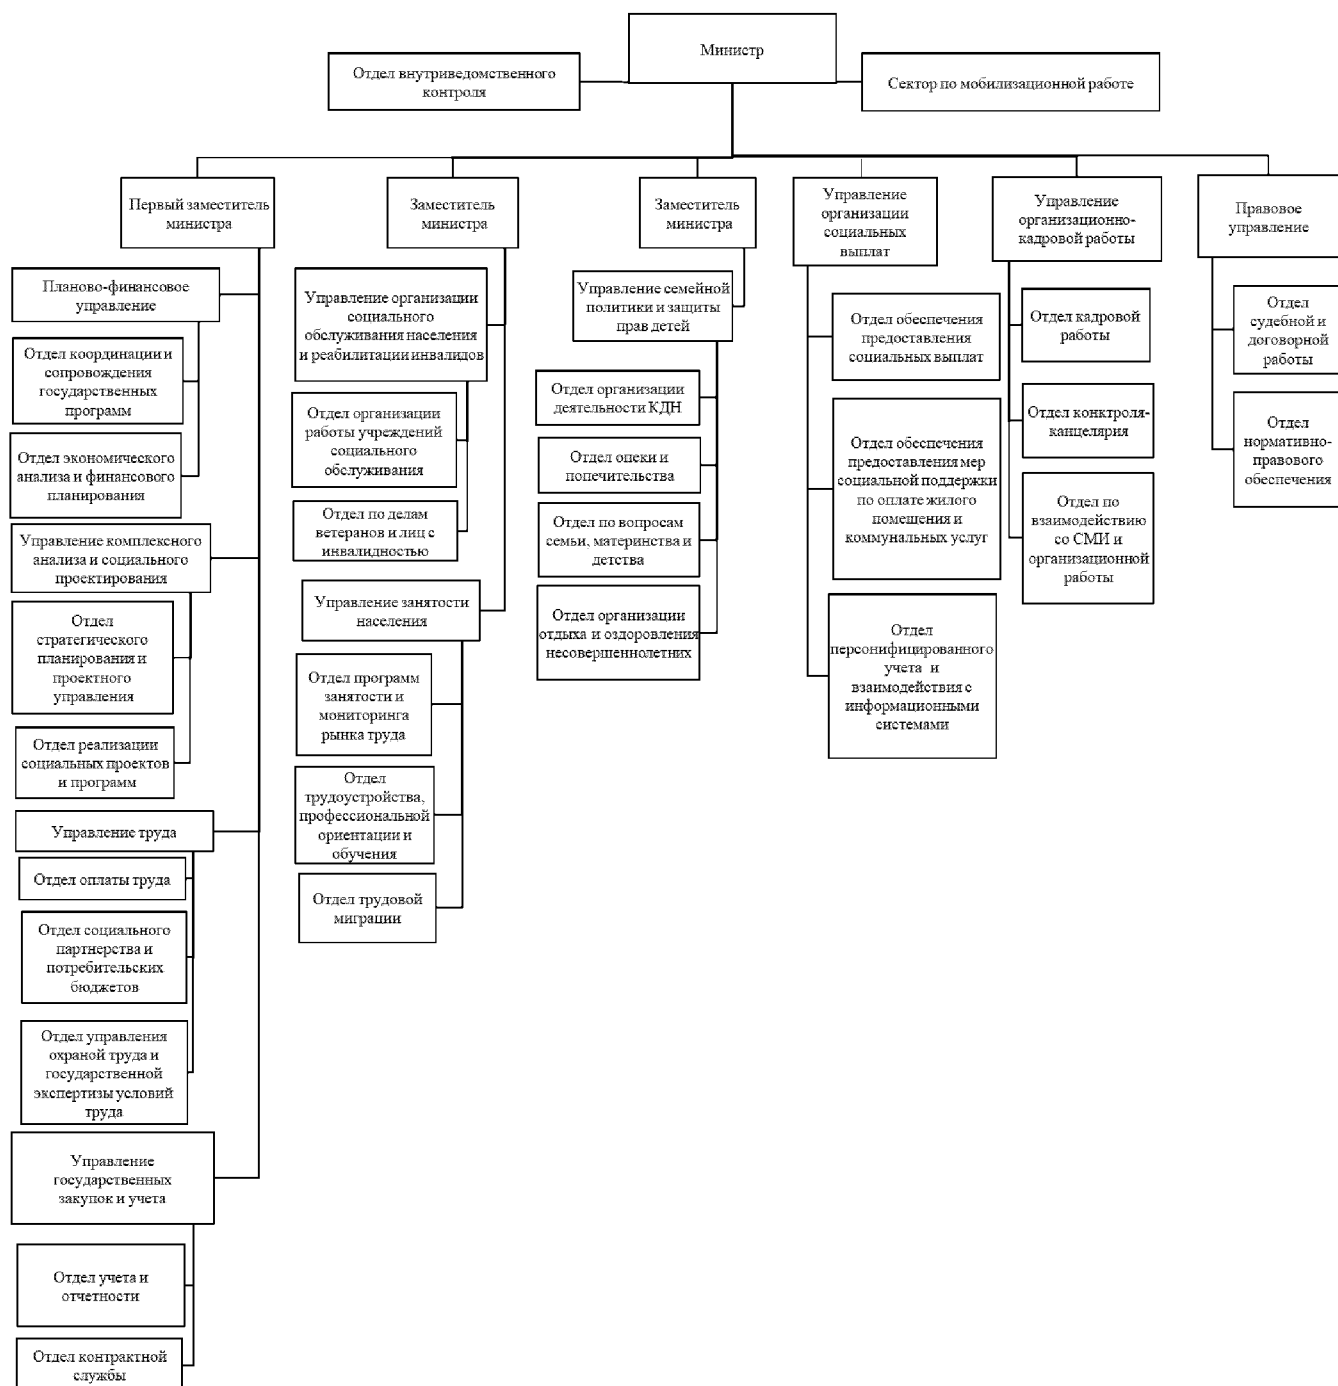 Министр
Отдел внутриведомственного
контроля
Сектор по мобилизационной работе
Первый заместитель
министра
Заместитель
министра
Заместитель
министра
Управление
организации
социальных
выплат
Управление
организационно-
кадровой работы
Правовое
управление
Планово-финансовое
управление
Отдел координации и
сопровождения
государственных
программ
Отдел экономического
анализа и финансового
планирования
Управление комплексного
анализа и социального
проектирования
Отдел
стратегического
планирования и
проектного
управления
Отдел реализации
социальных проектов
и программ
Управление труда
Отдел оплаты труда
Отдел социального
партнерства и
потребительских
бюджетов
Отдел управления
охраной труда и
государственной
экспертизы условий
труда
Управление
государственных
закупок и учета
Отдел учета и
отчетности
Отдел контрактной
службы
Управление организации
социального
обслуживания населения
и реабилитации инвалидов
Отдел организации
работы учреждений
социального
обслуживания
Отдел по делам
ветеранов и лиц с
инвалидностью
Управление занятости
населения
Отдел программ
занятости и
мониторинга
рынка труда
Отдел
трудоустройства,
профессиональной
ориентации и
обучения
Отдел трудовой
миграции
Управление семейной
политики и защиты
прав детей
Отдел организации
деятельности КДН
Отдел опеки и
попечительства
Отдел по вопросам
семьи, материнства и
детства
Отдел организации
отдыха и оздоровления
несовершеннолетних
Отдел обеспечения
предоставления
социальных выплат
Отдел обеспечения
предоставления мер
социальной поддержки
по оплате жилого
помещения и
коммунальных услуг
Отдел
персонифицированного
учета и
взаимодействия с
информационными
системами
Отдел кадровой
работы
Отдел конктроля-
канцелярия
Отдел по
взаимодействию
со СМИ и
организационной
работы
Отдел
судебной и
договорной
работы
Отдел
нормативно-
правового
обеспечения